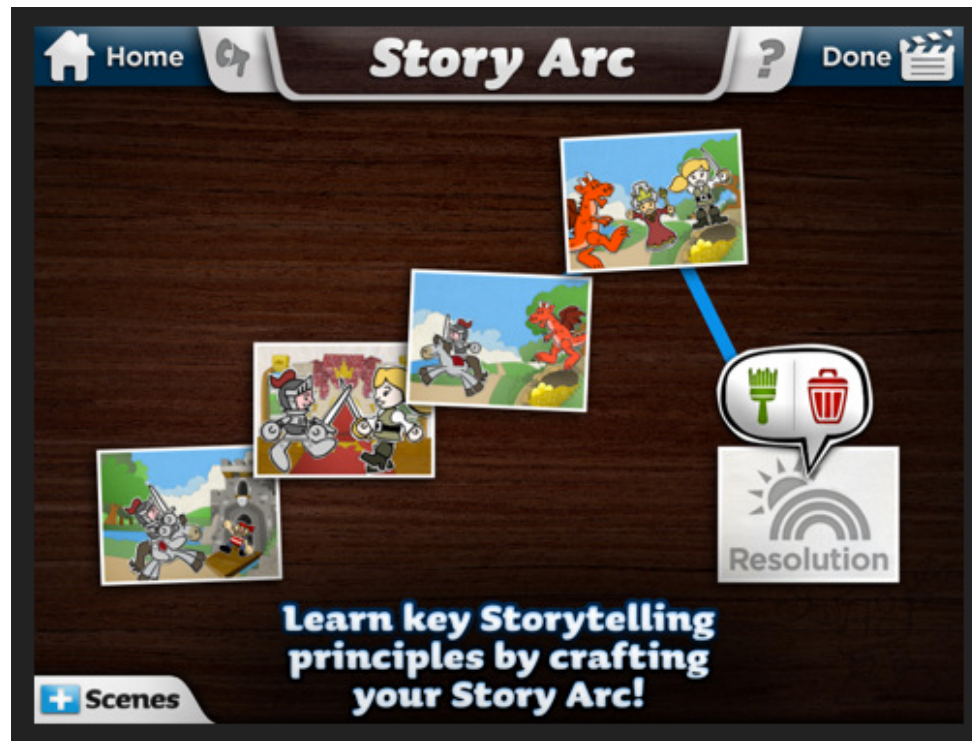 Home
Story Arc
?
Done
Resolution
Learn key Storytelling
principles by crafting
your Story Arc!
+ Scenes